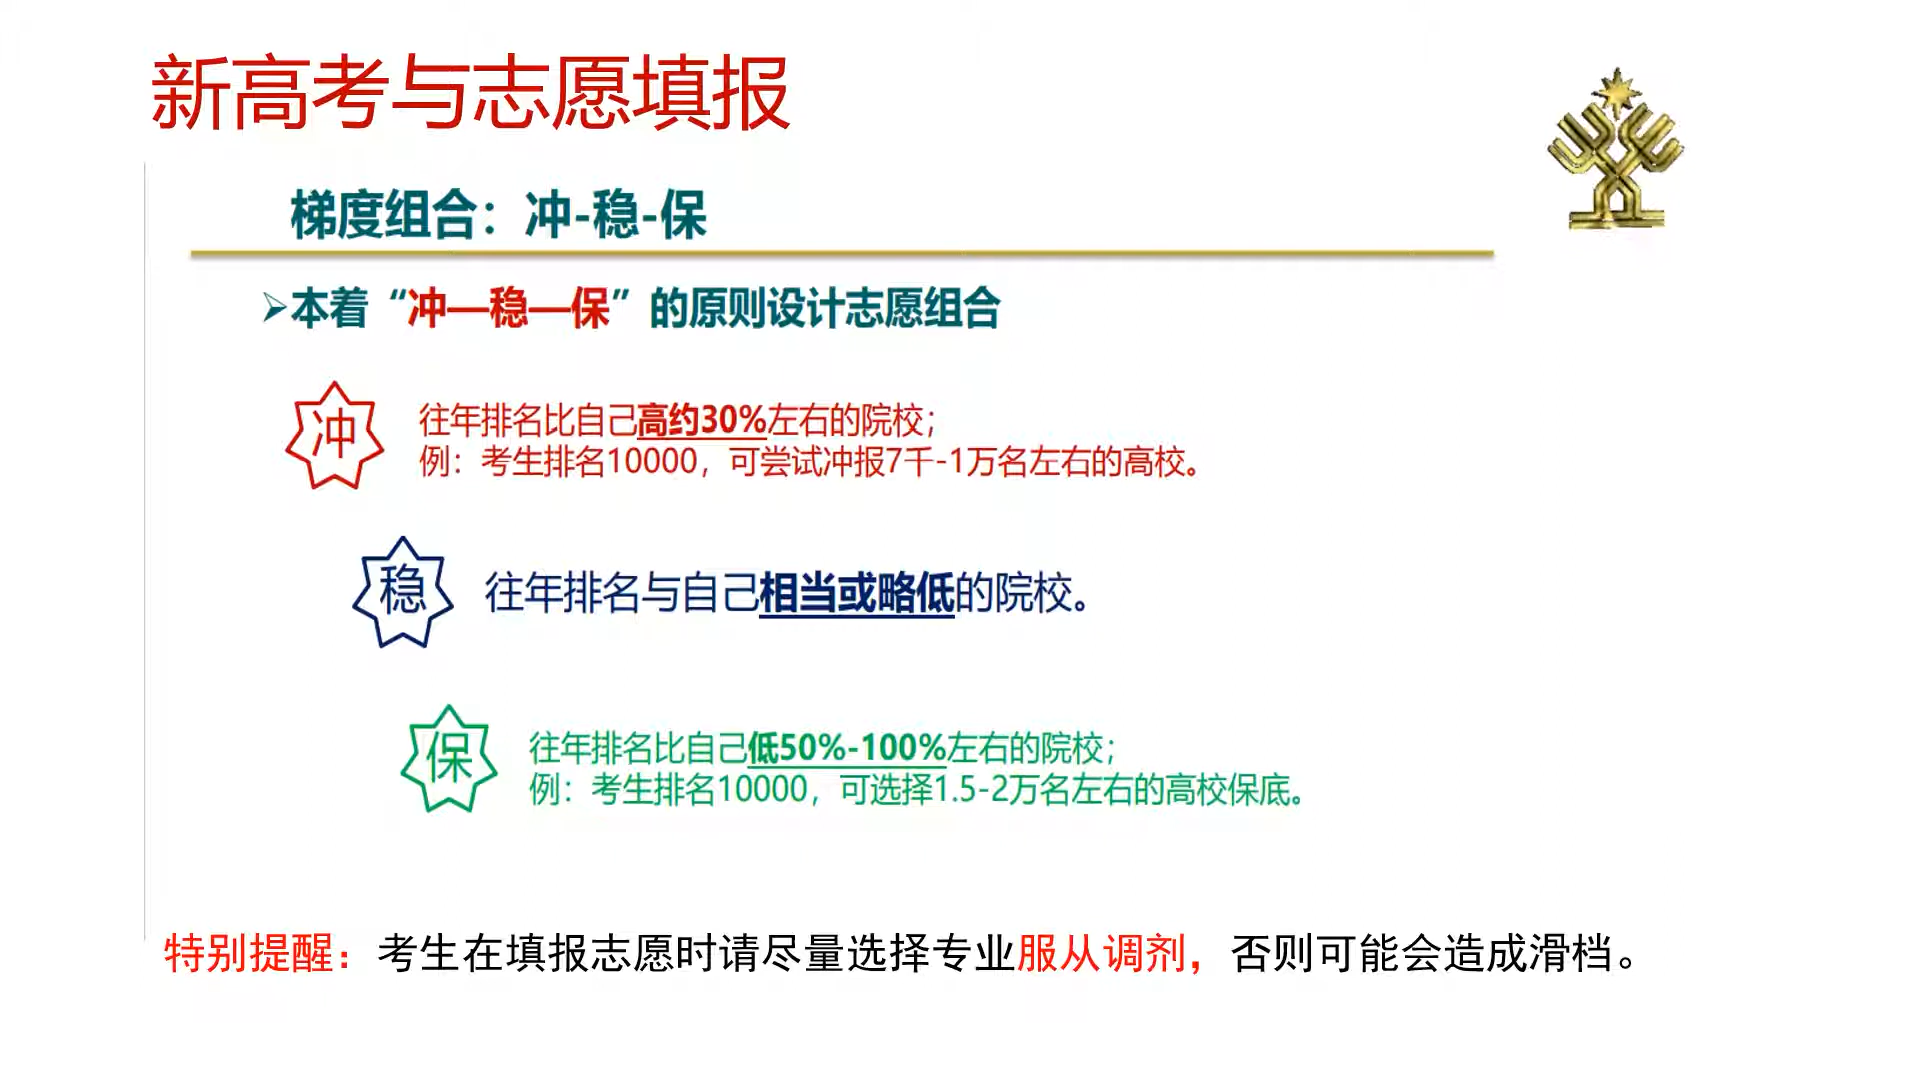 新高考与志愿填报
梯度组合：冲-稳-保
➢本着“冲—稳—保”的原则设计志愿组合
冲
往年排名比自己高约30%左右的院校；
例：考生排名10000，可尝试冲报7千-1万名左右的高校。
稳
往年排名与自己相当或略低的院校。
保
往年排名比自己低50%-100%左右的院校；
例：考生排名10000，可选择1.5-2万名左右的高校保底。
特别提醒：考生在填报志愿时请尽量选择专业服从调剂，否则可能会造成滑档。